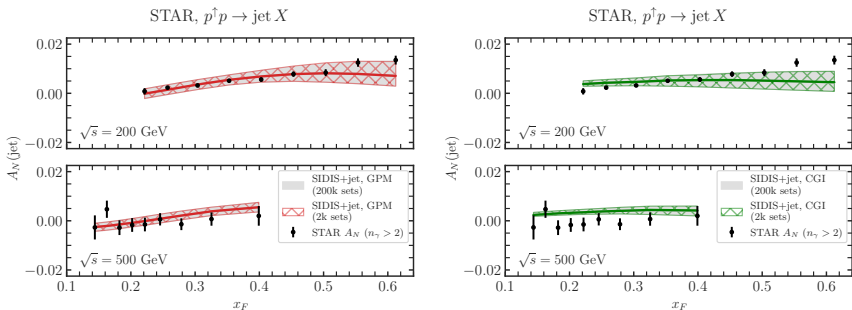 STAR, p↑p → jet X
0.02
0.00
−0.02
√s = 200 GeV
A_N(jet)
0.02
0.00
−0.02
√s = 500 GeV
SIDIS+jet, GPM
(200k sets)
SIDIS+jet, GPM
(2k sets)
STAR A_N (n_γ > 2)
0.1 0.2 0.3 0.4 0.5 0.6
x_F
STAR, p↑p → jet X
0.02
0.00
−0.02
√s = 200 GeV
A_N(jet)
0.02
0.00
−0.02
√s = 500 GeV
SIDIS+jet, CGI
(200k sets)
SIDIS+jet, CGI
(2k sets)
STAR A_N (n_γ > 2)
0.1 0.2 0.3 0.4 0.5 0.6
x_F